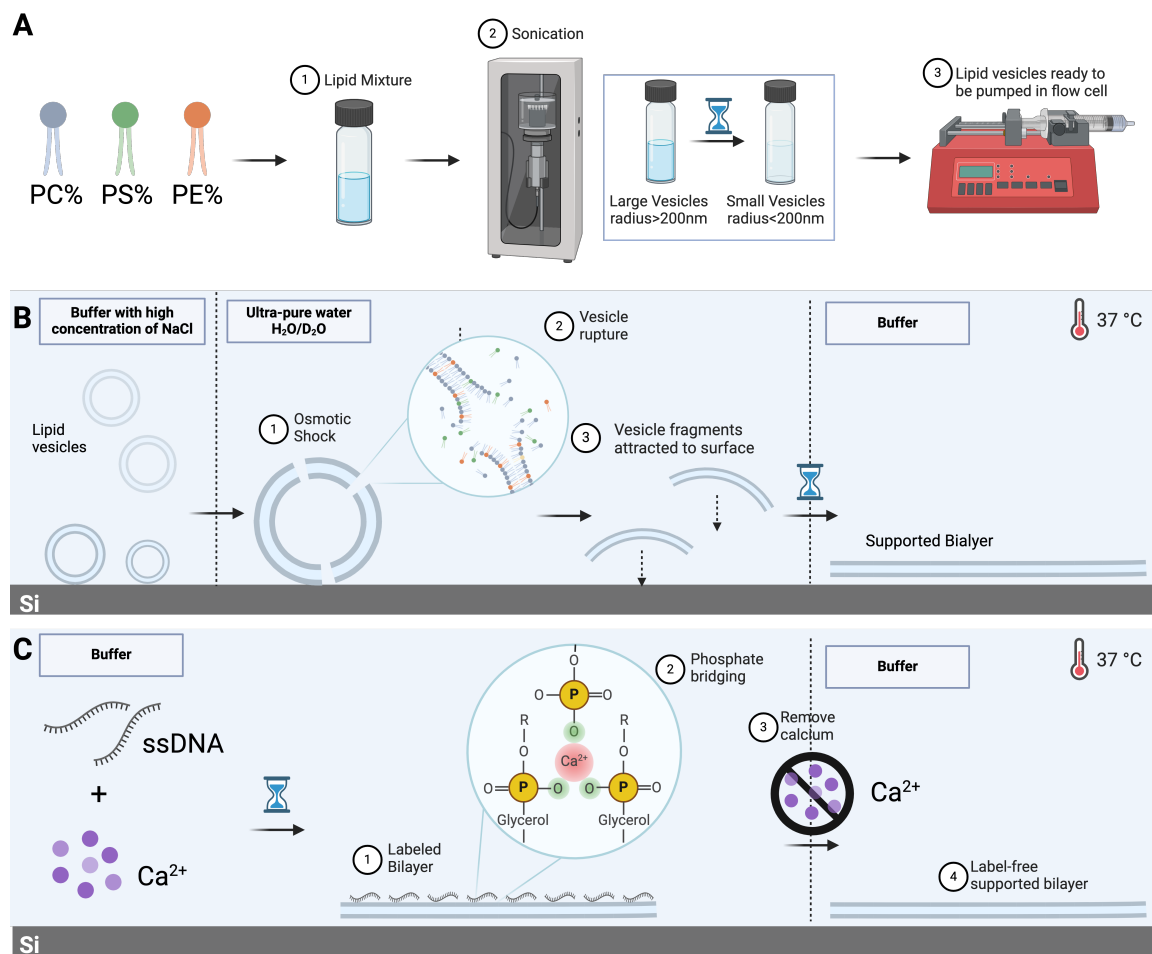 A
1 Lipid Mixture
2 Sonication
3 Lipid vesicles ready to
be pumped in flow cell
PC% PS% PE%
Large Vesicles
radius>200nm
Small Vesicles
radius<200nm
B
Buffer with high
concentration of NaCl
Ultra-pure water
H₂O/D₂O
2 Vesicle
rupture
Buffer
37 °C
Lipid
vesicles
1 Osmotic
Shock
3 Vesicle fragments
attracted to surface
Supported Bialyer
Si
C
Buffer
ssDNA
+
Ca²⁺
1 Labeled
Bilayer
2 Phosphate
bridging
O
O P O
R O R
O Ca²⁺ O
O P O O P O
Glycerol Glycerol
3 Remove
calcium
Ca²⁺
Buffer
37 °C
4 Label-free
supported bilayer
Si